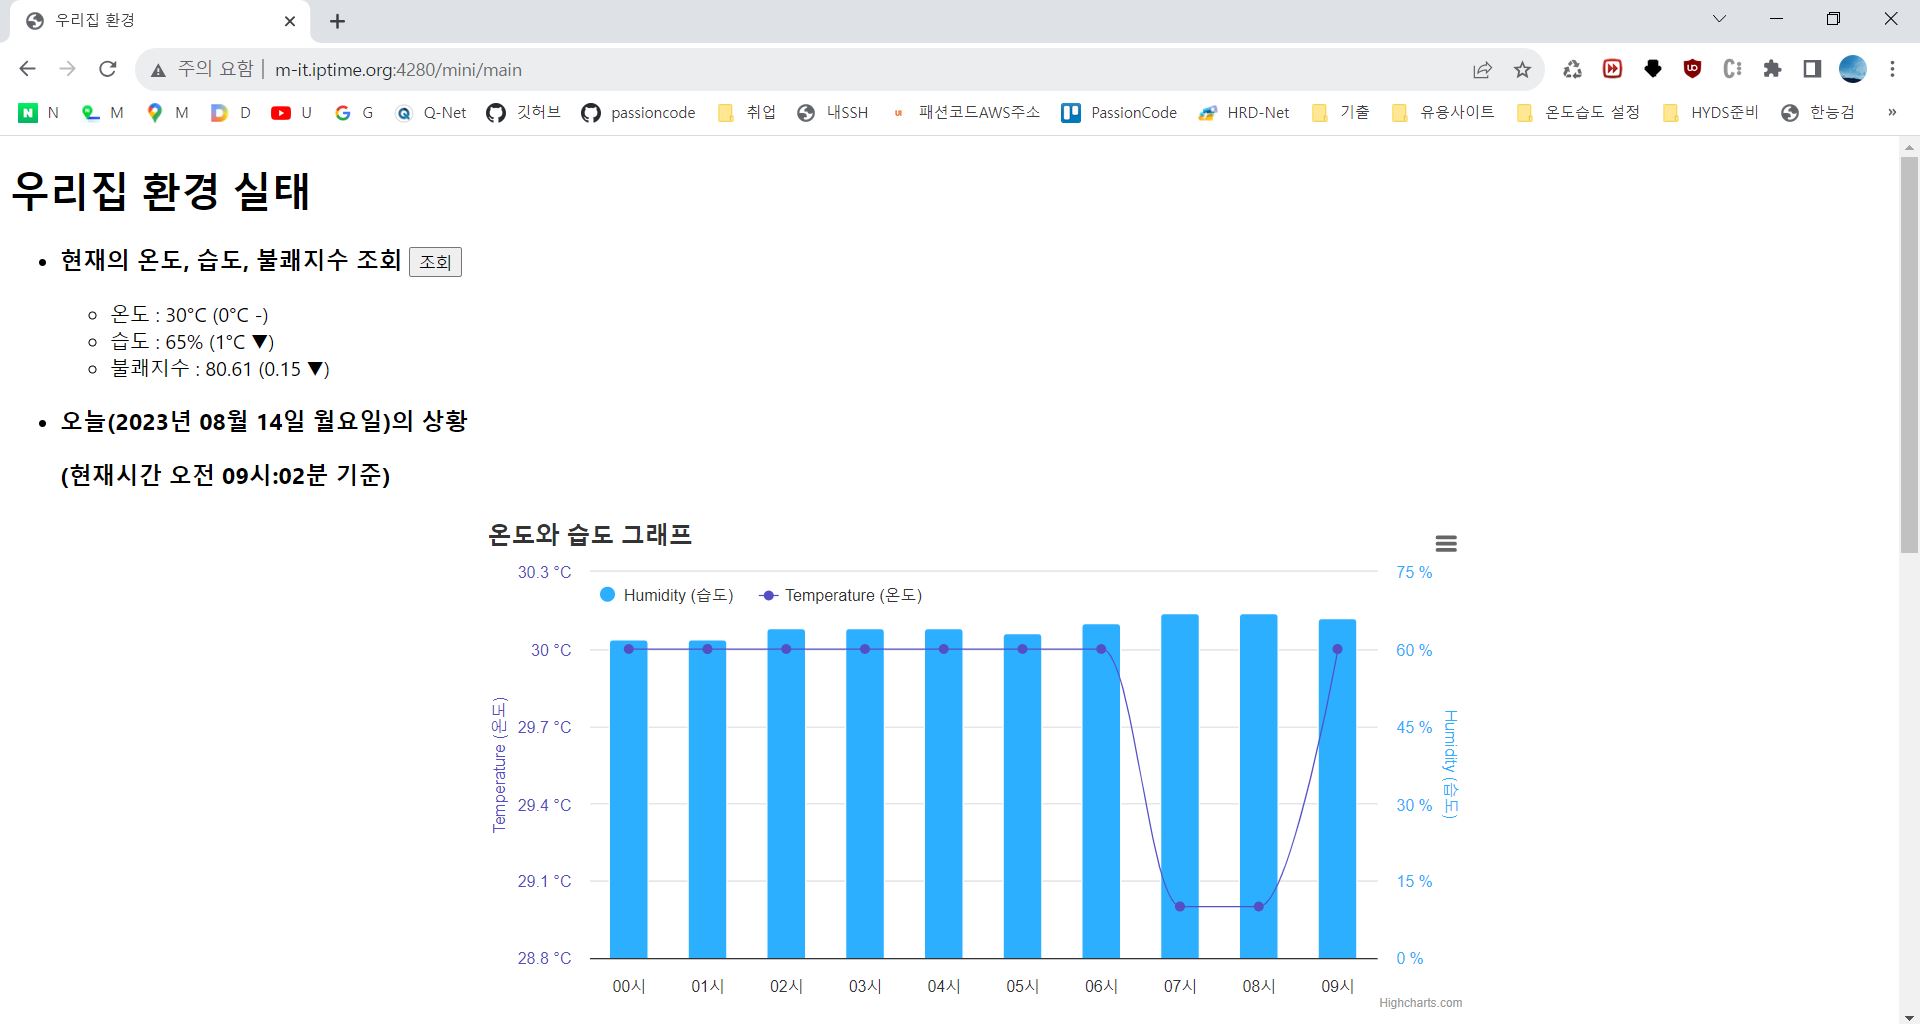 우리집 환경
주의 요함 m-it.iptime.org:4280/mini/main
N M M D U G Q-Net 깃허브 passioncode 취업 내SSH 패션코드AWS주소 PassionCode HRD-Net 기출 유용사이트 온도습도 설정 HYDS준비 한능검 »
우리집 환경 실태
현재의 온도, 습도, 불쾌지수 조회 조회
온도 : 30°C (0°C -)
습도 : 65% (1°C ▼)
불쾌지수 : 80.61 (0.15 ▼)
오늘(2023년 08월 14일 월요일)의 상황
(현재시간 오전 09시:02분 기준)
온도와 습도 그래프
30.3 °C 75 %
Humidity (습도) Temperature (온도)
30 °C 60 %
29.7 °C 45 %
Temperature (온도)
Humidity (습도)
29.4 °C 30 %
29.1 °C 15 %
28.8 °C 0 %
00시 01시 02시 03시 04시 05시 06시 07시 08시 09시
Highcharts.com